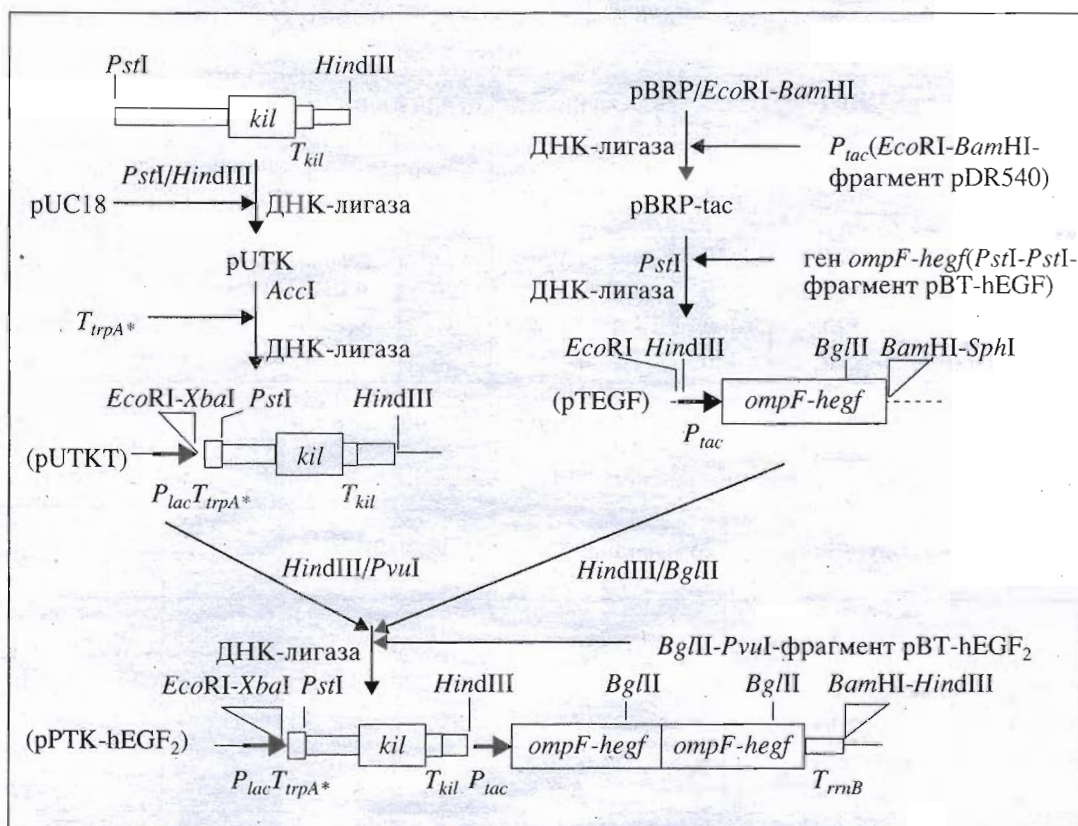 PstI HindIII
kil
T_kil
PstI/HindIII
pUC18 ДНК-лигаза
pUTK
AccI
T_trpA*
ДНК-лигаза
EcoRI-XbaI PstI HindIII
(pUTKT) kil
P_lac T_trpA* T_kil
pBRP/EcoRI-BamHI
ДНК-лигаза
P_tac(EcoRI-BamHI-
фрагмент pDR540)
pBRP-tac
PstI
ДНК-лигаза
ген ompF-hegf(PstI-PstI-
фрагмент pBT-hEGF)
EcoRI HindIII BglII BamHI-SphI
(pTEGF) ompF-hegf
P_tac
HindIII/PvuI HindIII/BglII
ДНК-лигаза BglII-PvuI-фрагмент pBT-hEGF₂
EcoRI-XbaI PstI HindIII BglII BglII BamHI-HindIII
(pPTK-hEGF₂) kil ompF-hegf ompF-hegf
P_lac T_trpA* T_kil P_tac T_rrnB